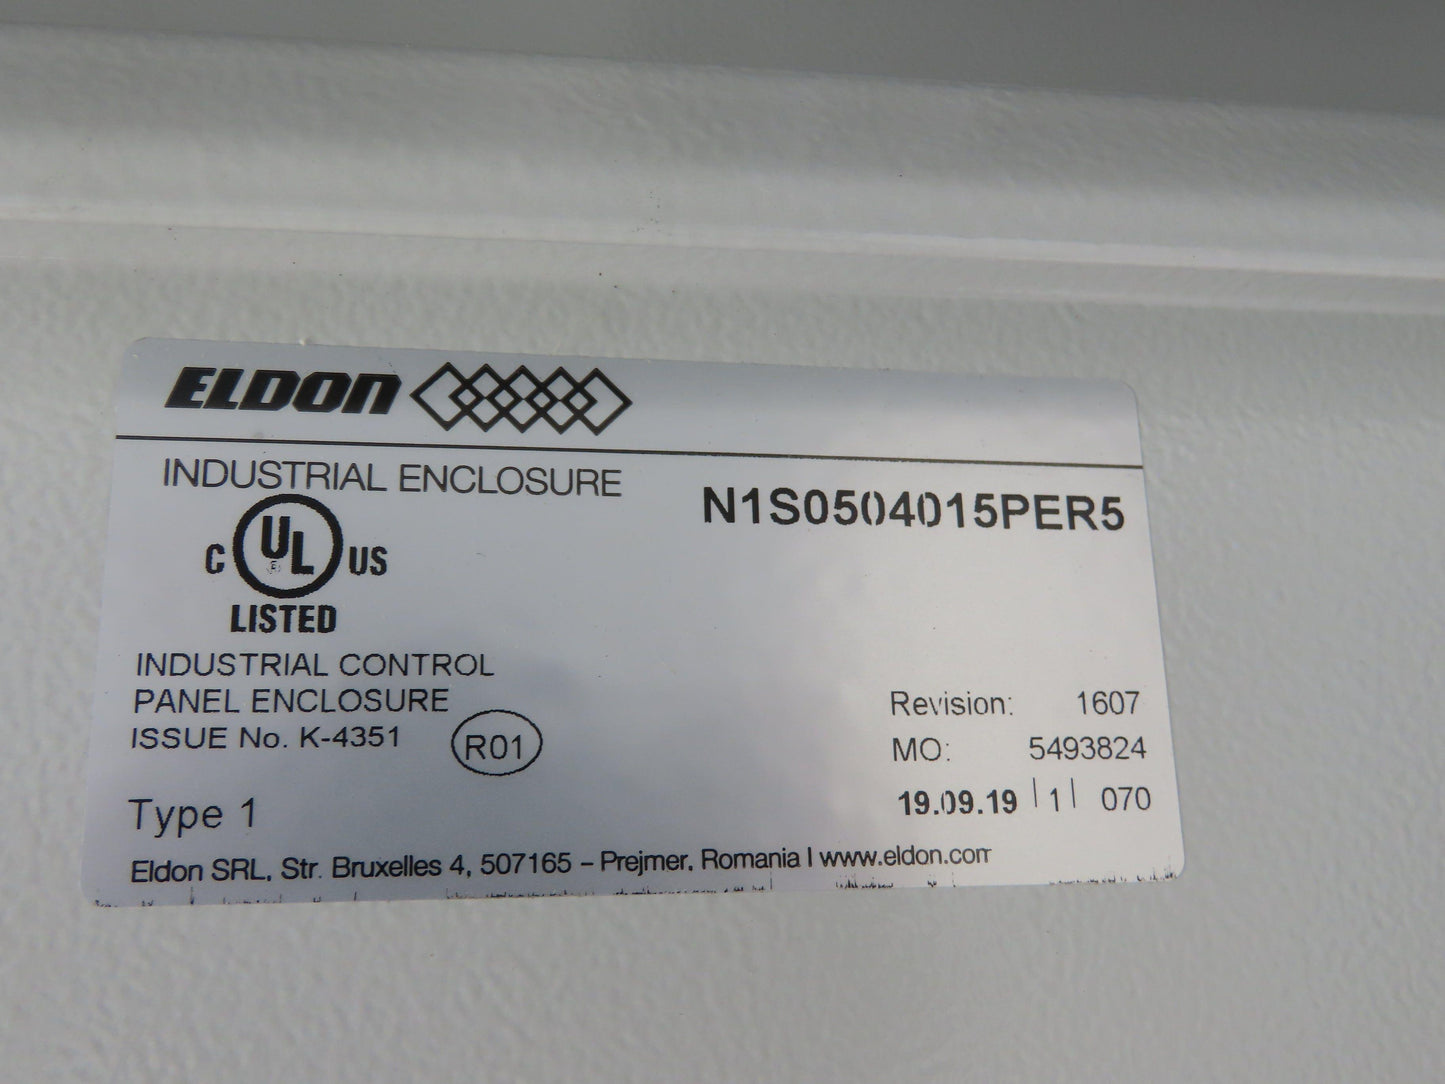 ELDON
INDUSTRIAL ENCLOSURE
N1S0504015PER5
C UL US
LISTED
INDUSTRIAL CONTROL
PANEL ENCLOSURE
ISSUE No. K-4351
R01
Revision: 1607
MO: 5493824
19.09.19 | 1 | 070
Type 1
Eldon SRL, Str. Bruxelles 4, 507165 – Prejmer, Romania | www.eldon.com